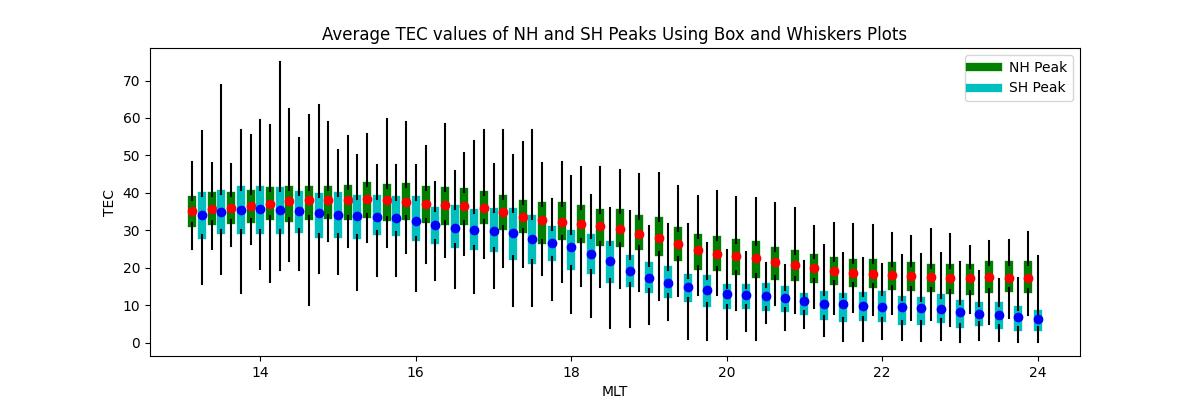 Average TEC values of NH and SH Peaks Using Box and Whiskers Plots
NH Peak
SH Peak
TEC
70
60
50
40
30
20
10
0
14 16 18 20 22 24
MLT